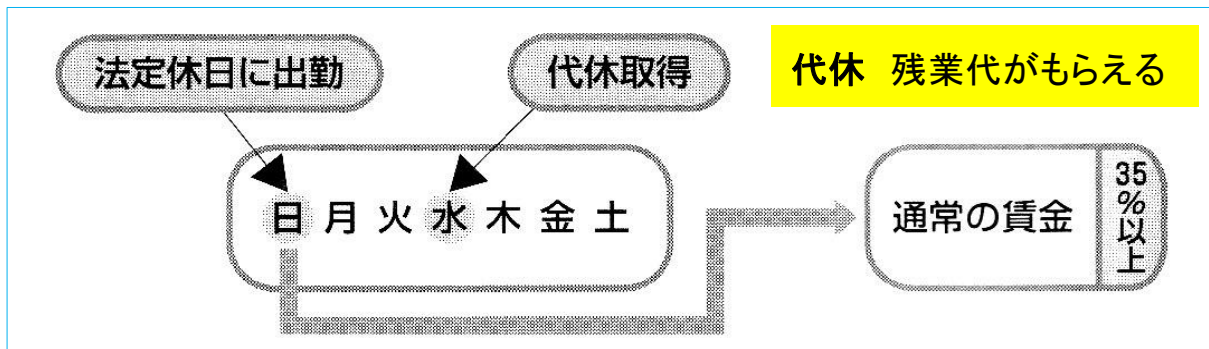 法定休日に出勤
代休取得
代休 残業代がもらえる
日 月 火 水 木 金 土
通常の賃金
35%以上